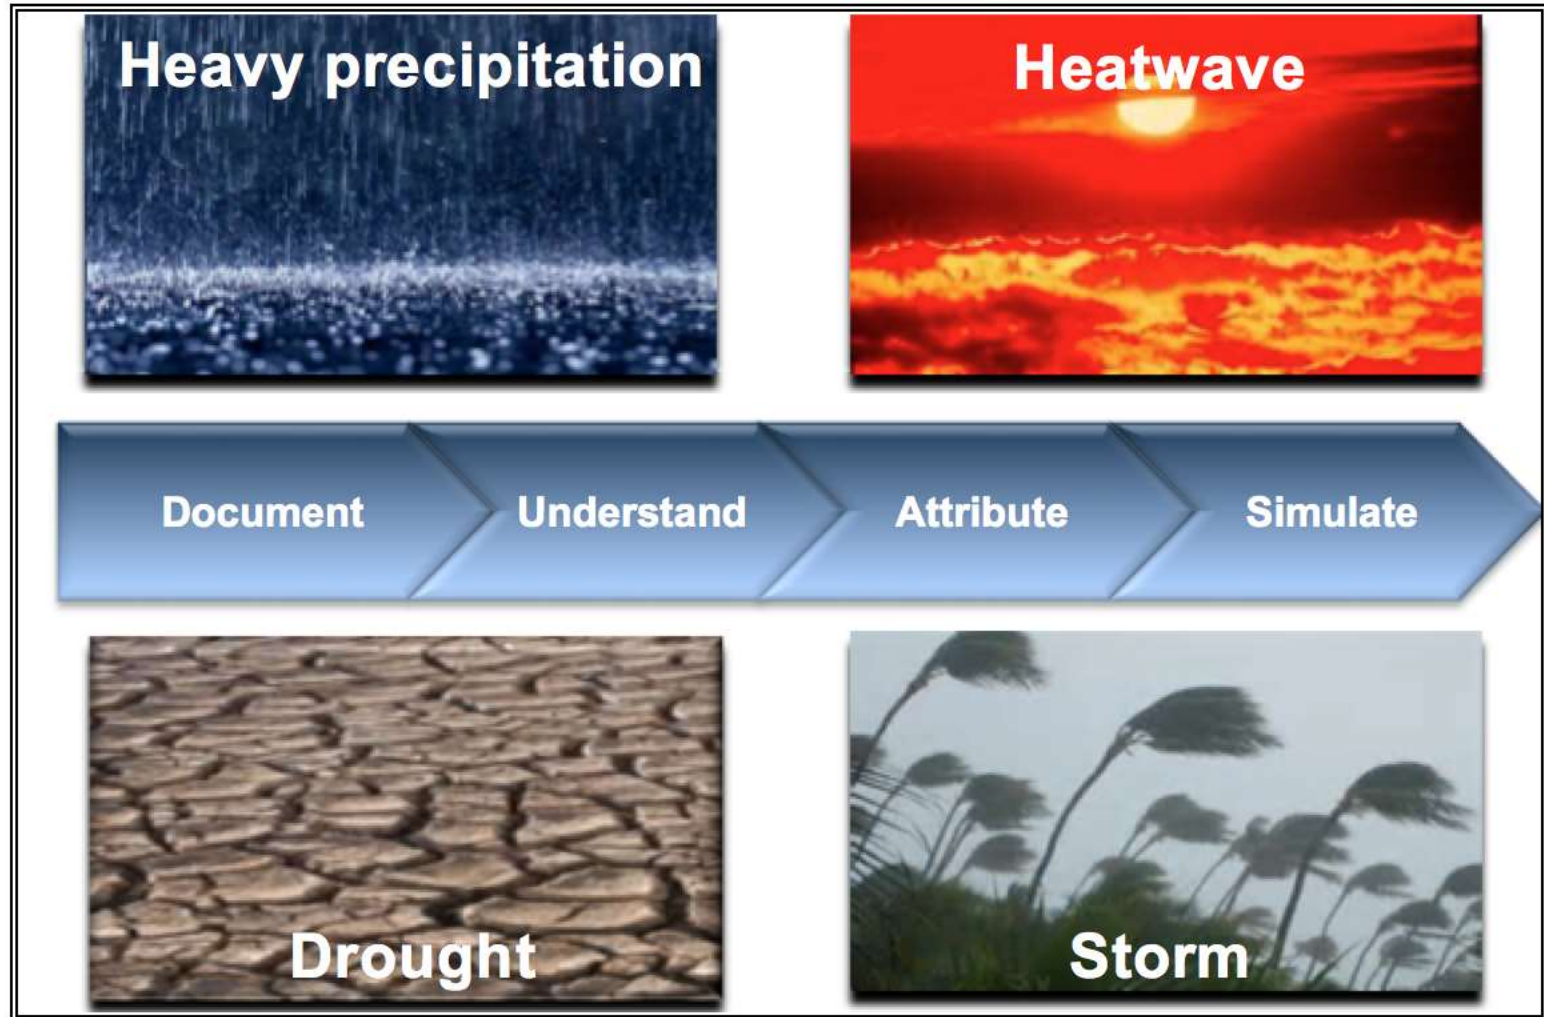 Heavy precipitation
Heatwave
Document
Understand
Attribute
Simulate
Drought
Storm